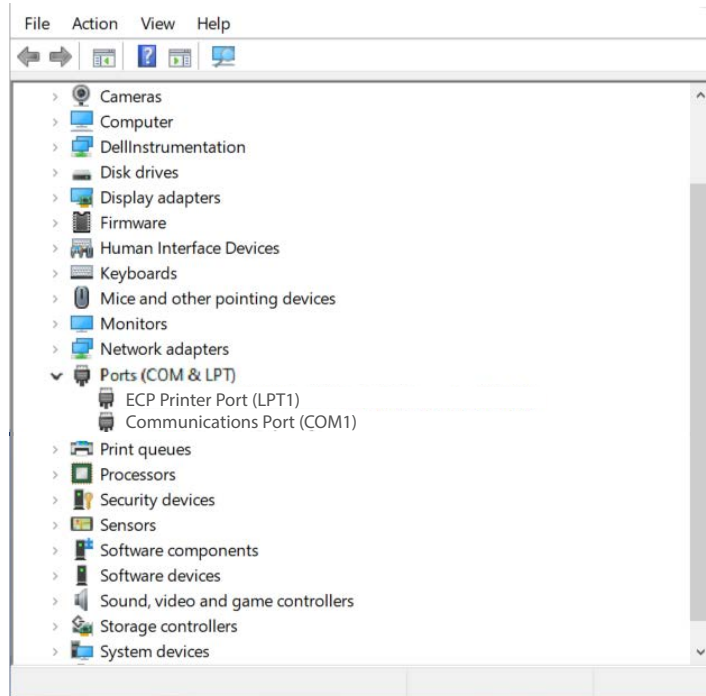 File Action View Help
Cameras
Computer
DellInstrumentation
Disk drives
Display adapters
Firmware
Human Interface Devices
Keyboards
Mice and other pointing devices
Monitors
Network adapters
Ports (COM & LPT)
ECP Printer Port (LPT1)
Communications Port (COM1)
Print queues
Processors
Security devices
Sensors
Software components
Software devices
Sound, video and game controllers
Storage controllers
System devices